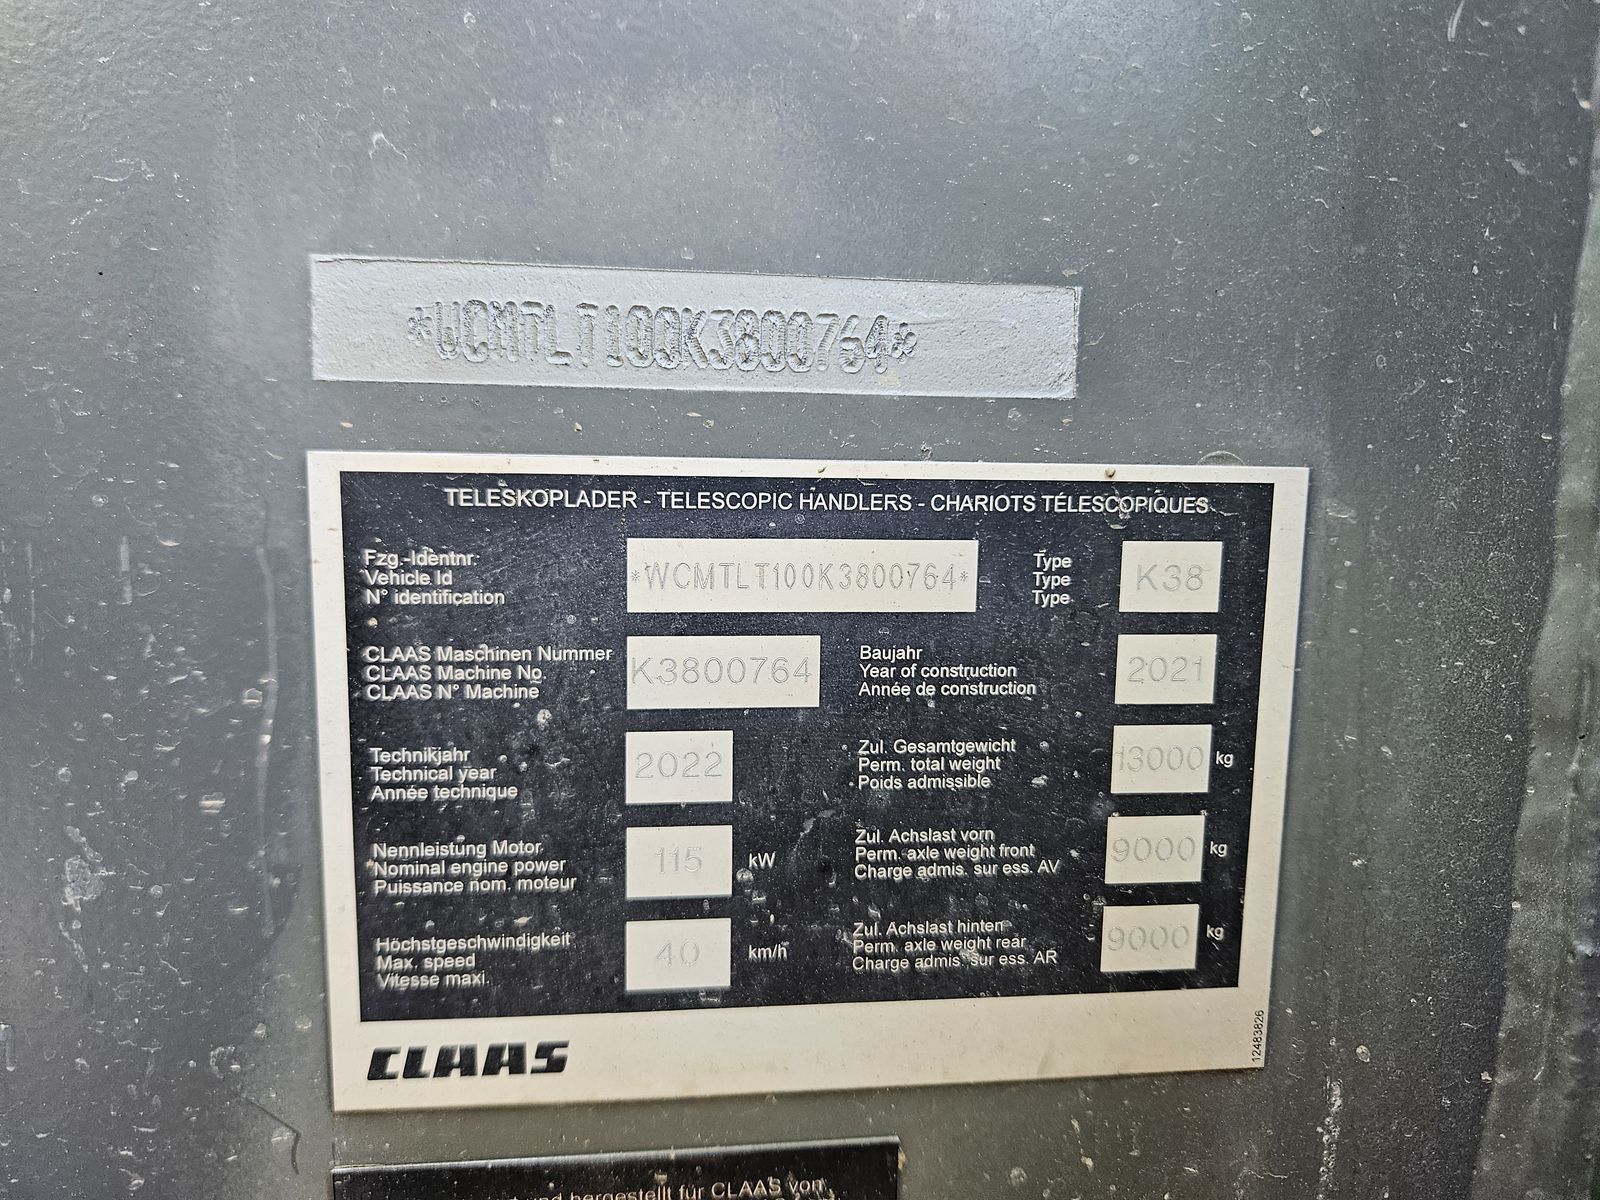 *WCMTLT100K3800764*
TELESKOPLADER - TELESCOPIC HANDLERS - CHARIOTS TÉLESCOPIQUES
Fzg.-Identnr.
Vehicle Id
N° identification
*WCMTLT100K3800764*
Type
Type
Type
K38
CLAAS Maschinen Nummer
CLAAS Machine No.
CLAAS N° Machine
K3800764
Baujahr
Year of construction
Année de construction
2021
Technikjahr
Technical year
Année technique
2022
Zul. Gesamtgewicht
Perm. total weight
Poids admissible
13000 kg
Nennleistung Motor
Nominal engine power
Puissance nom. moteur
115 kW
Zul. Achslast vorn
Perm. axle weight front
Charge admis. sur ess. AV
9000 kg
Höchstgeschwindigkeit
Max. speed
Vitesse maxi.
40 km/h
Zul. Achslast hinten
Perm. axle weight rear
Charge admis. sur ess. AR
9000 kg
CLAAS
12483826
und hergestellt für CLAAS von